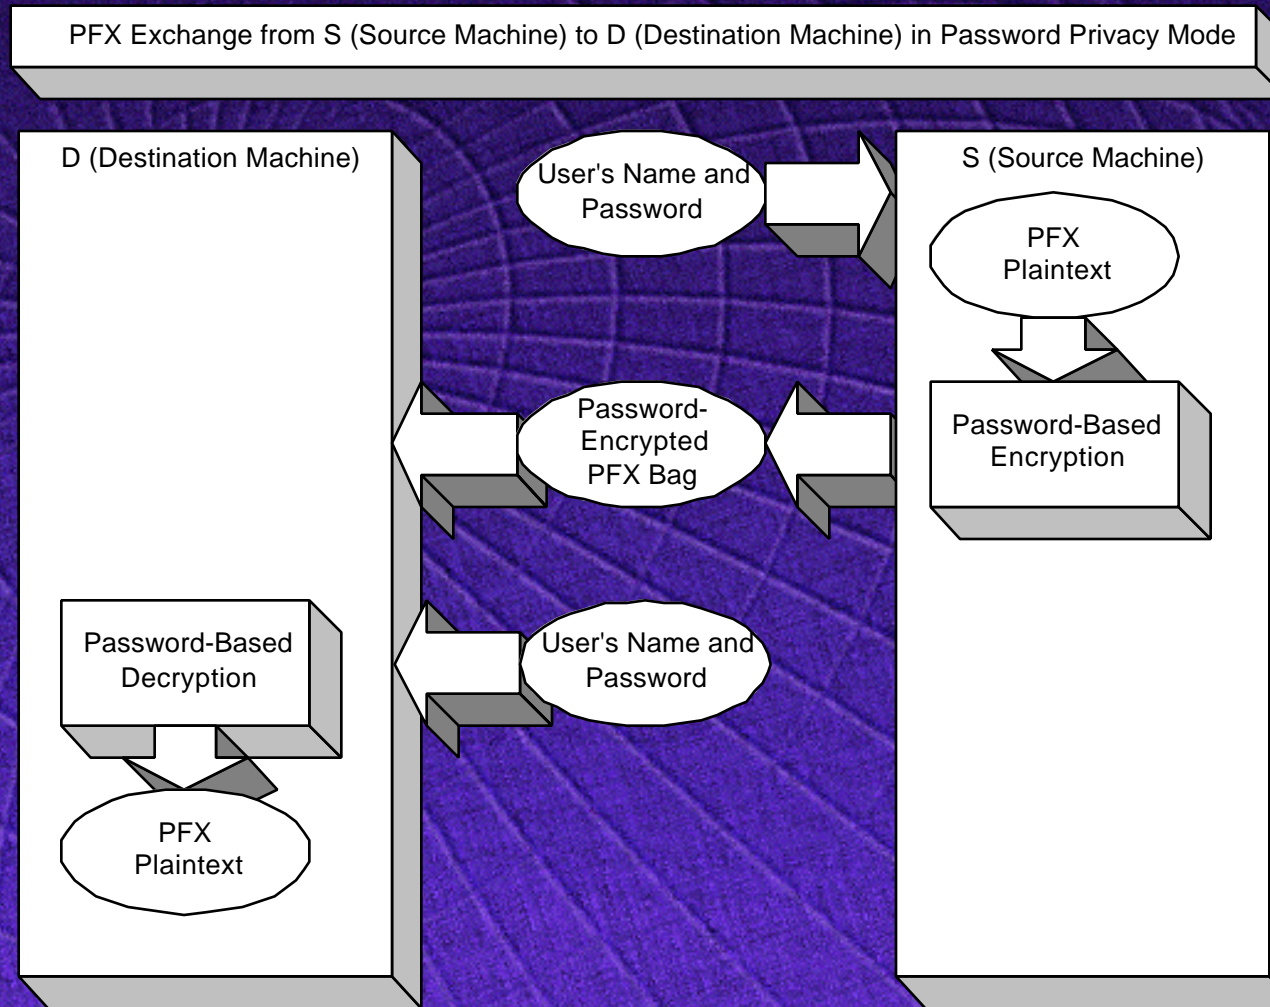 PFX Exchange from S (Source Machine) to D (Destination Machine) in Password Privacy Mode
D (Destination Machine)
User's Name and
Password
S (Source Machine)
PFX
Plaintext
Password-
Encrypted
PFX Bag
Password-Based
Encryption
Password-Based
Decryption
User's Name and
Password
PFX
Plaintext